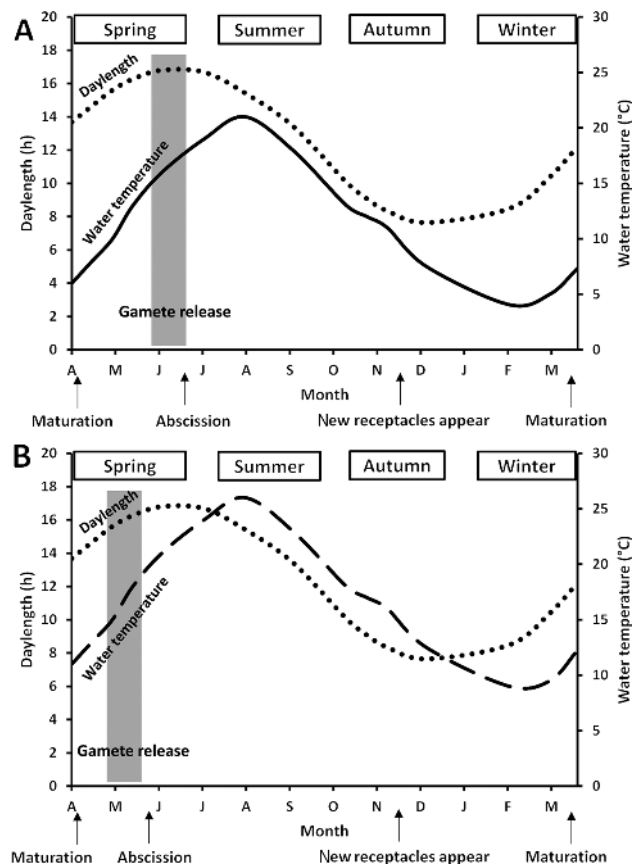 A
Spring Summer Autumn Winter
20 30
18
16 25
14 20
12
10 15
8
6 10
4 5
2
0 0
Daylength (h)
Water temperature (°C)
Daylength
Water temperature
Gamete release
A M J J A S O N D J F M
Month
Maturation Abscission New receptacles appear Maturation
B
Spring Summer Autumn Winter
20 30
18
16 25
14 20
12
10 15
8
6 10
4 5
2
0 0
Daylength (h)
Water temperature (°C)
Daylength
Water temperature
Gamete release
A M J J A S O N D J F M
Month
Maturation Abscission New receptacles appear Maturation